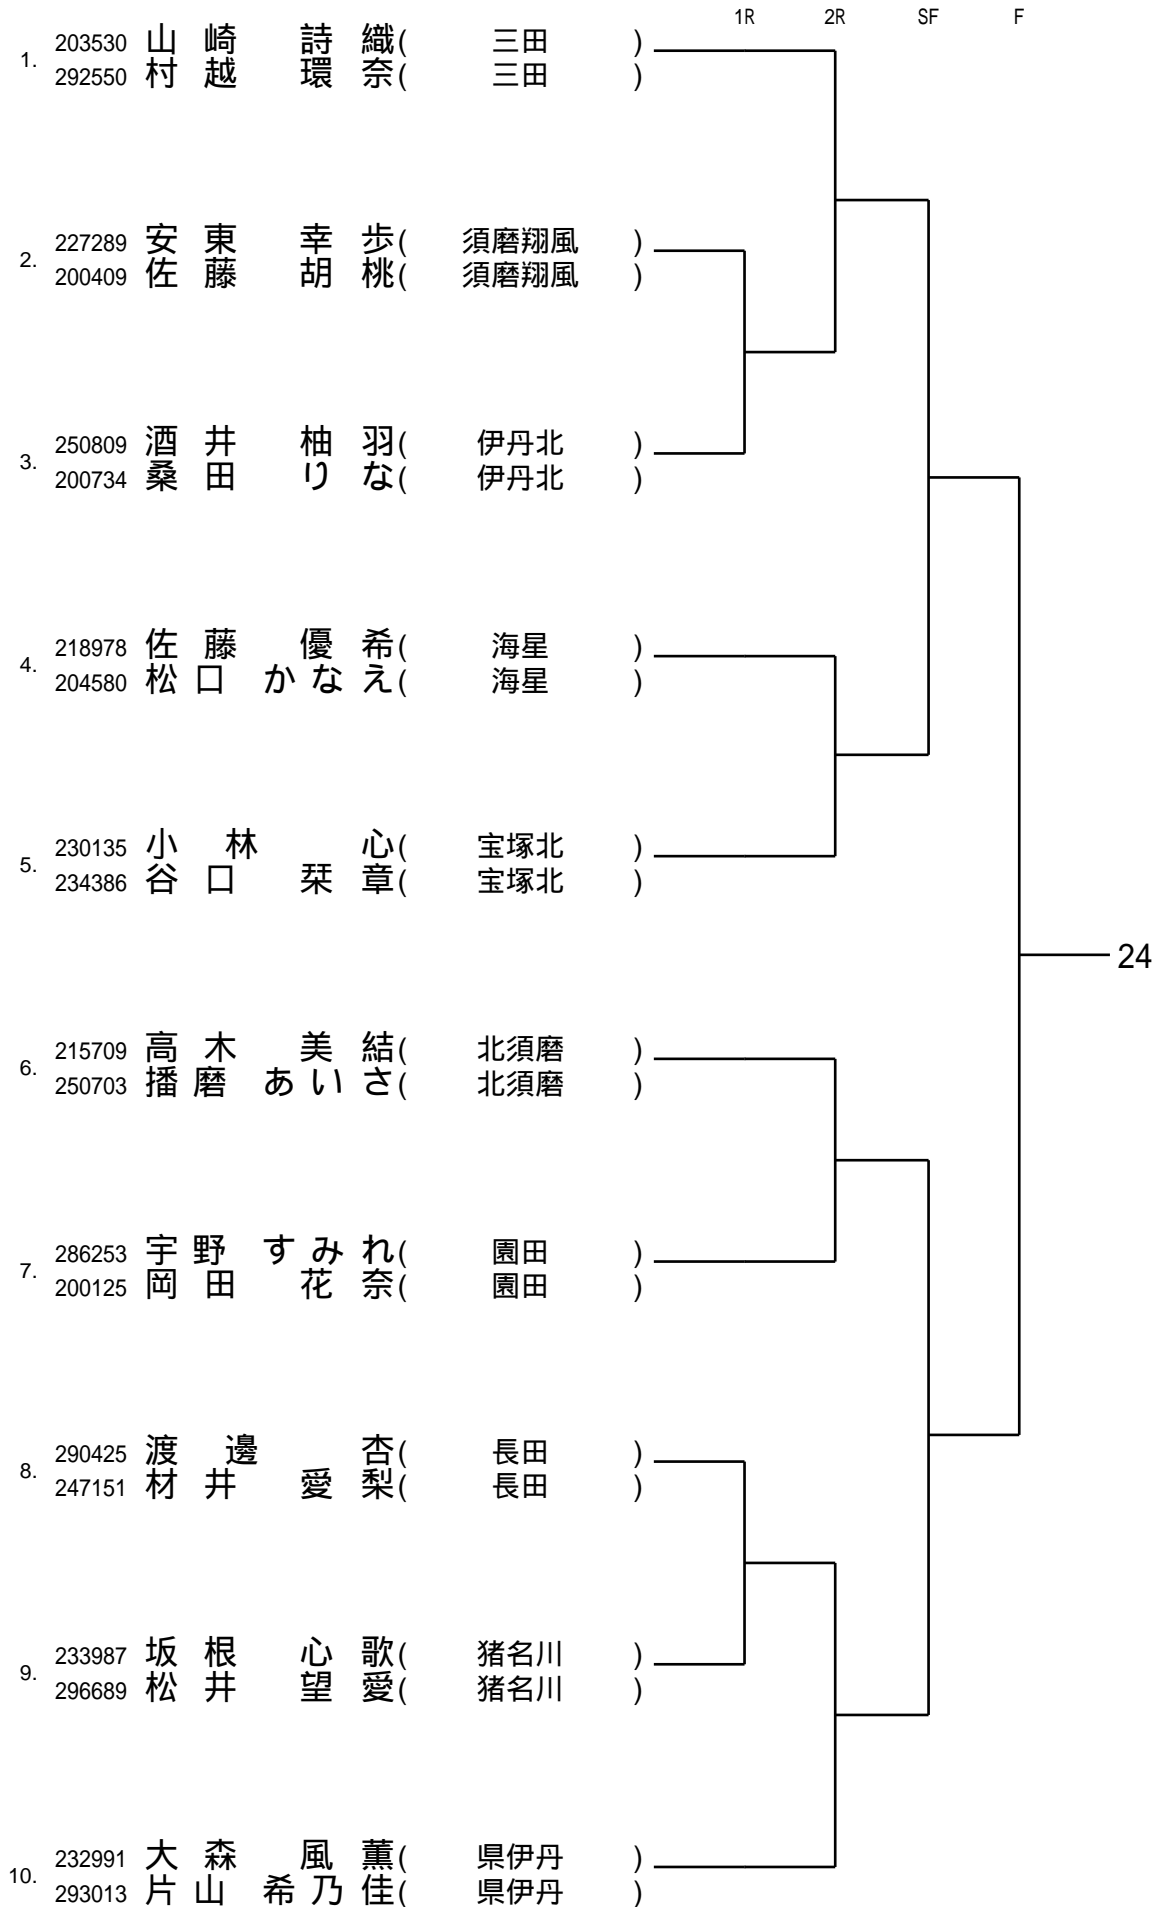 1R 2R SF F
1. 203530 山崎 詩織( 三田 )
292550 村越 環奈( 三田 )
2. 227289 安東 幸歩( 須磨翔風 )
200409 佐藤 胡桃( 須磨翔風 )
3. 250809 酒井 柚羽( 伊丹北 )
200734 桑田 りな( 伊丹北 )
4. 218978 佐藤 優希( 海星 )
204580 松口 かなえ( 海星 )
5. 230135 小林 心( 宝塚北 )
234386 谷口 栞章( 宝塚北 )
24
6. 215709 高木 美結( 北須磨 )
250703 播磨 あいさ( 北須磨 )
7. 286253 宇野 すみれ( 園田 )
200125 岡田 花奈( 園田 )
8. 290425 渡邊 杏( 長田 )
247151 材井 愛梨( 長田 )
9. 233987 坂根 心歌( 猪名川 )
296689 松井 望愛( 猪名川 )
10. 232991 大森 風薫( 県伊丹 )
293013 片山 希乃佳( 県伊丹 )